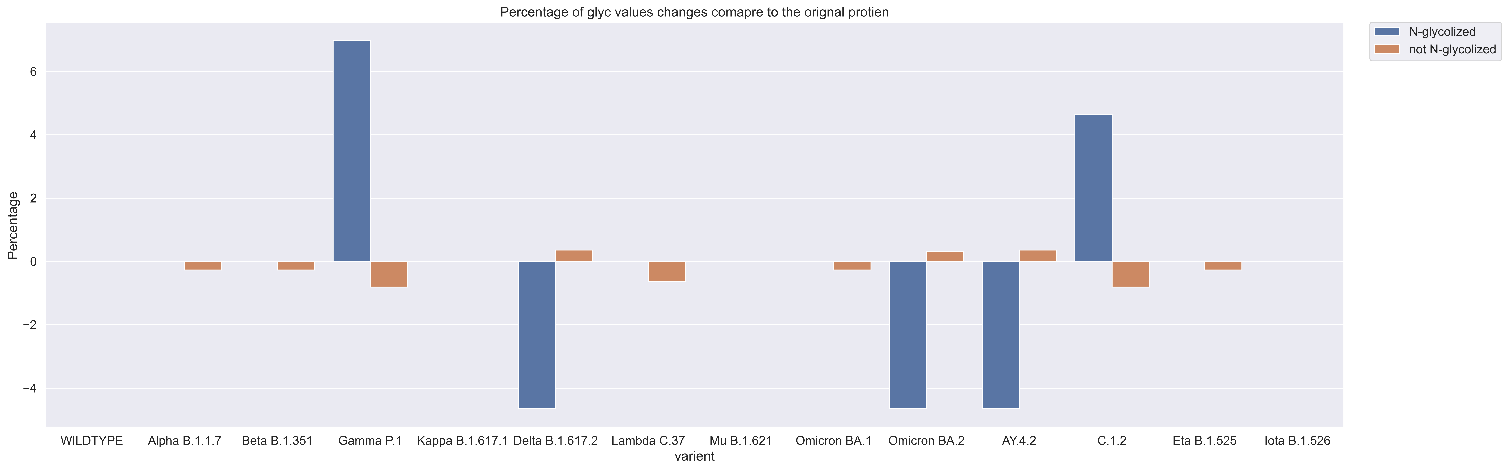 Percentage of glyc values changes comapre to the orignal protien
N-glycolized
not N-glycolized
Percentage
6
4
2
0
−2
−4
WILDTYPE Alpha B.1.1.7 Beta B.1.351 Gamma P.1 Kappa B.1.617.1 Delta B.1.617.2 Lambda C.37 Mu B.1.621 Omicron BA.1 Omicron BA.2 AY.4.2 C.1.2 Eta B.1.525 Iota B.1.526
varient